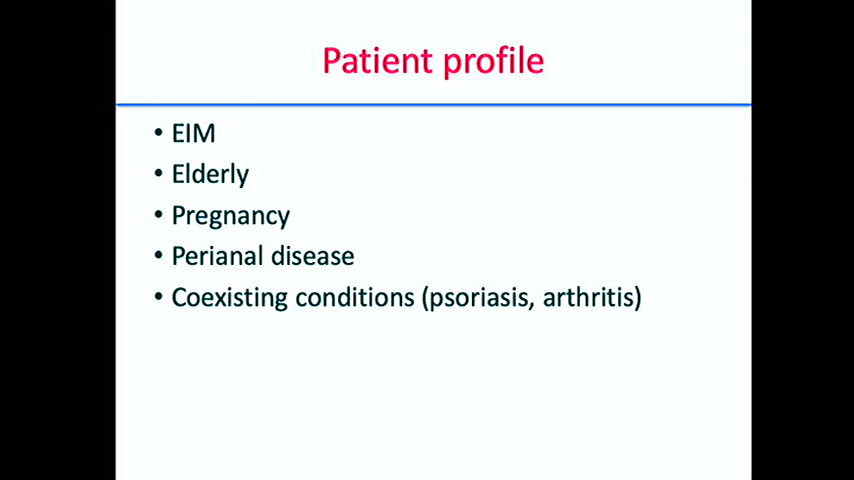 Patient profile
• EIM
• Elderly
• Pregnancy
• Perianal disease
• Coexisting conditions (psoriasis, arthritis)